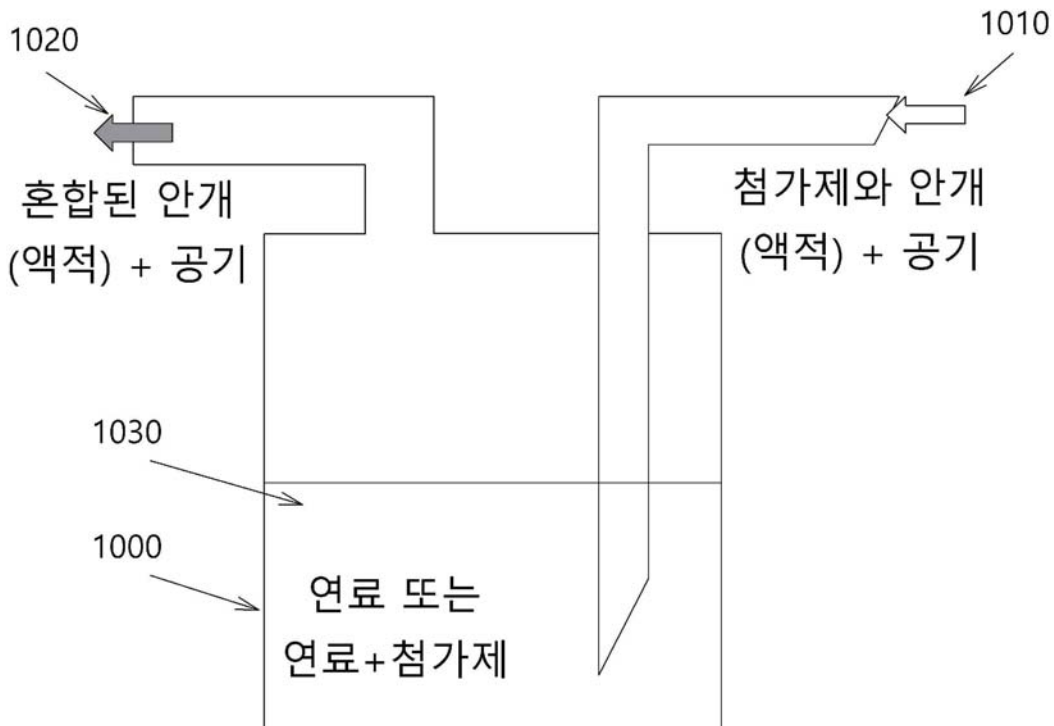 1020
1010
혼합된 안개
(액적) + 공기
첨가제와 안개
(액적) + 공기
1030
1000
연료 또는
연료+첨가제